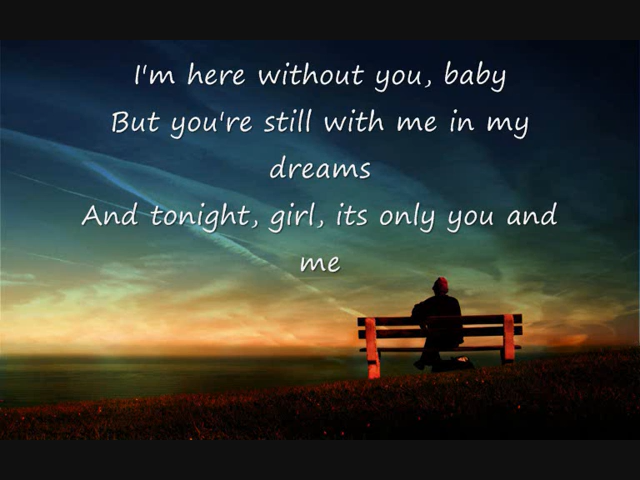 I'm here without you, baby
But you're still with me in my
dreams
And tonight, girl, its only you and
me